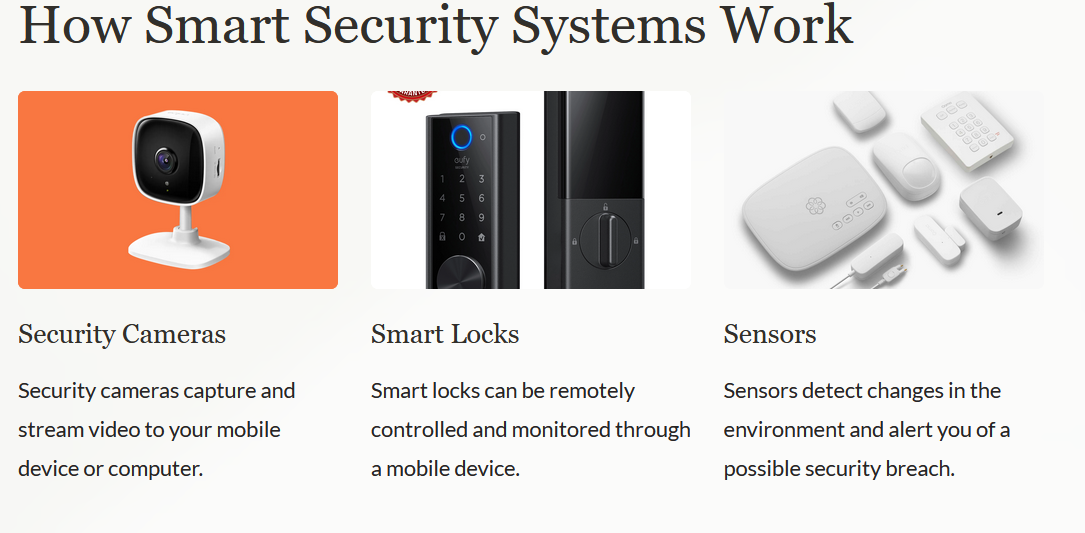 How Smart Security Systems Work
eufy
SECURITY
1 2 3
4 5 6
7 8 9
0
Security Cameras
Smart Locks
Sensors
Security cameras capture and
stream video to your mobile
device or computer.
Smart locks can be remotely
controlled and monitored through
a mobile device.
Sensors detect changes in the
environment and alert you of a
possible security breach.